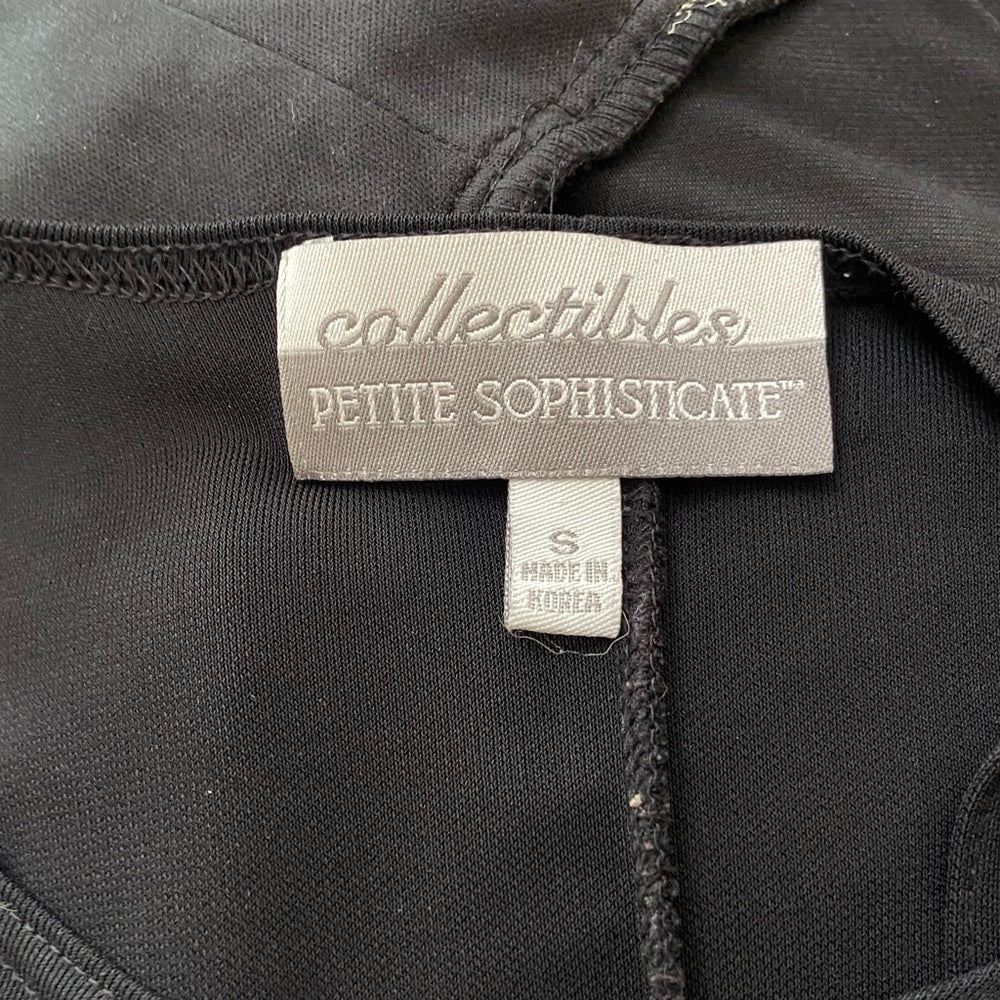 collectibles
PETITE SOPHISTICATE™
S
MADE IN
KOREA